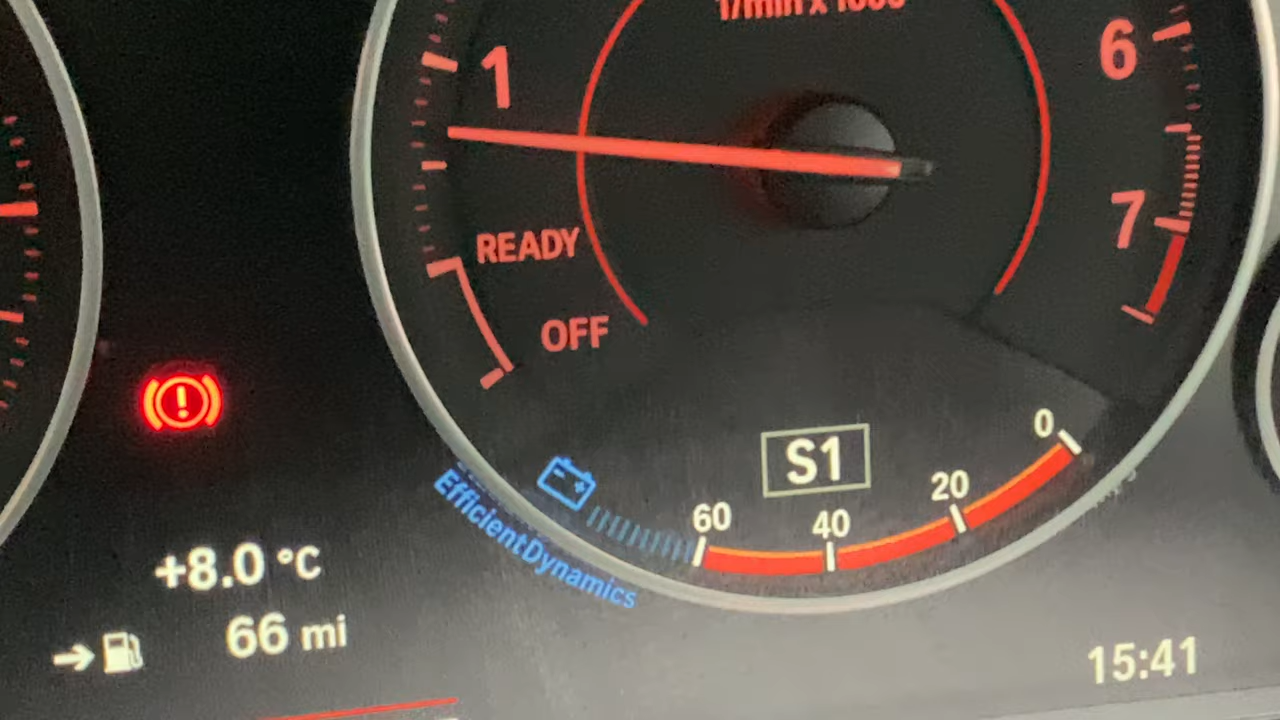 1/min x 1000
1
6
7
READY
OFF
S1
0
20
40
60
EfficientDynamics
+8.0 °C
66 mi
15:41